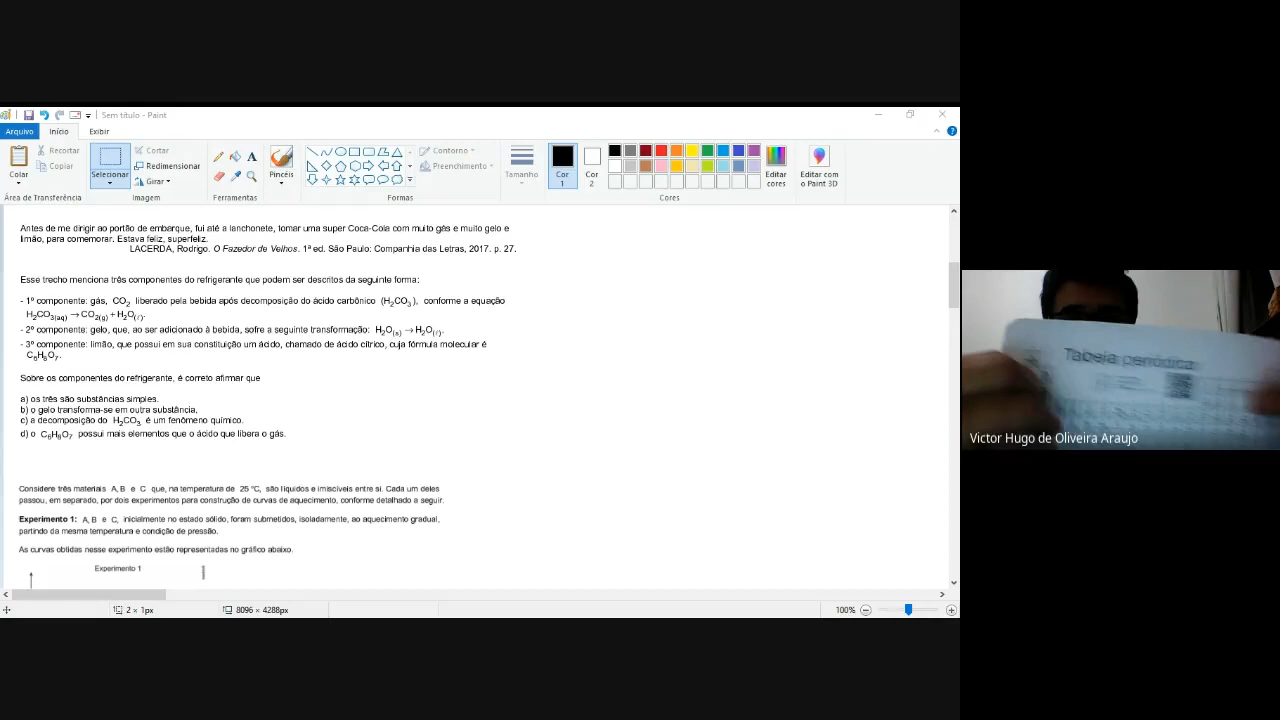 Sem título - Paint
Arquivo Início Exibir
Colar
Recortar
Copiar
Área de Transferência
Selecionar
Cortar
Redimensionar
Girar
Imagem
Ferramentas
Pincéis
Formas
Contorno
Preenchimento
Tamanho
Cor 1
Cor 2
Cores
Editar cores
Editar com o Paint 3D
Antes de me dirigir ao portão de embarque, fui até a lanchonete, tomar uma super Coca-Cola com muito gás e muito gelo e
limão, para comemorar. Estava feliz, superfeliz.
LACERDA, Rodrigo. O Fazedor de Velhos. 1ª ed. São Paulo: Companhia das Letras, 2017. p. 27.
Esse trecho menciona três componentes do refrigerante que podem ser descritos da seguinte forma:
- 1º componente: gás, CO2 liberado pela bebida após decomposição do ácido carbônico (H2CO3), conforme a equação
H2CO3(aq) → CO2(g) + H2O(ℓ).
- 2º componente: gelo, que, ao ser adicionado à bebida, sofre a seguinte transformação: H2O(s) → H2O(ℓ).
- 3º componente: limão, que possui em sua constituição um ácido, chamado de ácido cítrico, cuja fórmula molecular é
C6H8O7.
Sobre os componentes do refrigerante, é correto afirmar que
a) os três são substâncias simples.
b) o gelo transforma-se em outra substância.
c) a decomposição do H2CO3 é um fenômeno químico.
d) o C6H8O7 possui mais elementos que o ácido que libera o gás.
Considere três materiais A, B e C que, na temperatura de 25 ºC, são líquidos e imiscíveis entre si. Cada um deles
passou, em separado, por dois experimentos para construção de curvas de aquecimento, conforme detalhado a seguir.
Experimento 1: A, B e C, inicialmente no estado sólido, foram submetidos, isoladamente, ao aquecimento gradual,
partindo da mesma temperatura e condição de pressão.
As curvas obtidas nesse experimento estão representadas no gráfico abaixo.
Experimento 1
2 × 1px
8096 × 4288px
100%
Tabela periódica
Victor Hugo de Oliveira Araujo